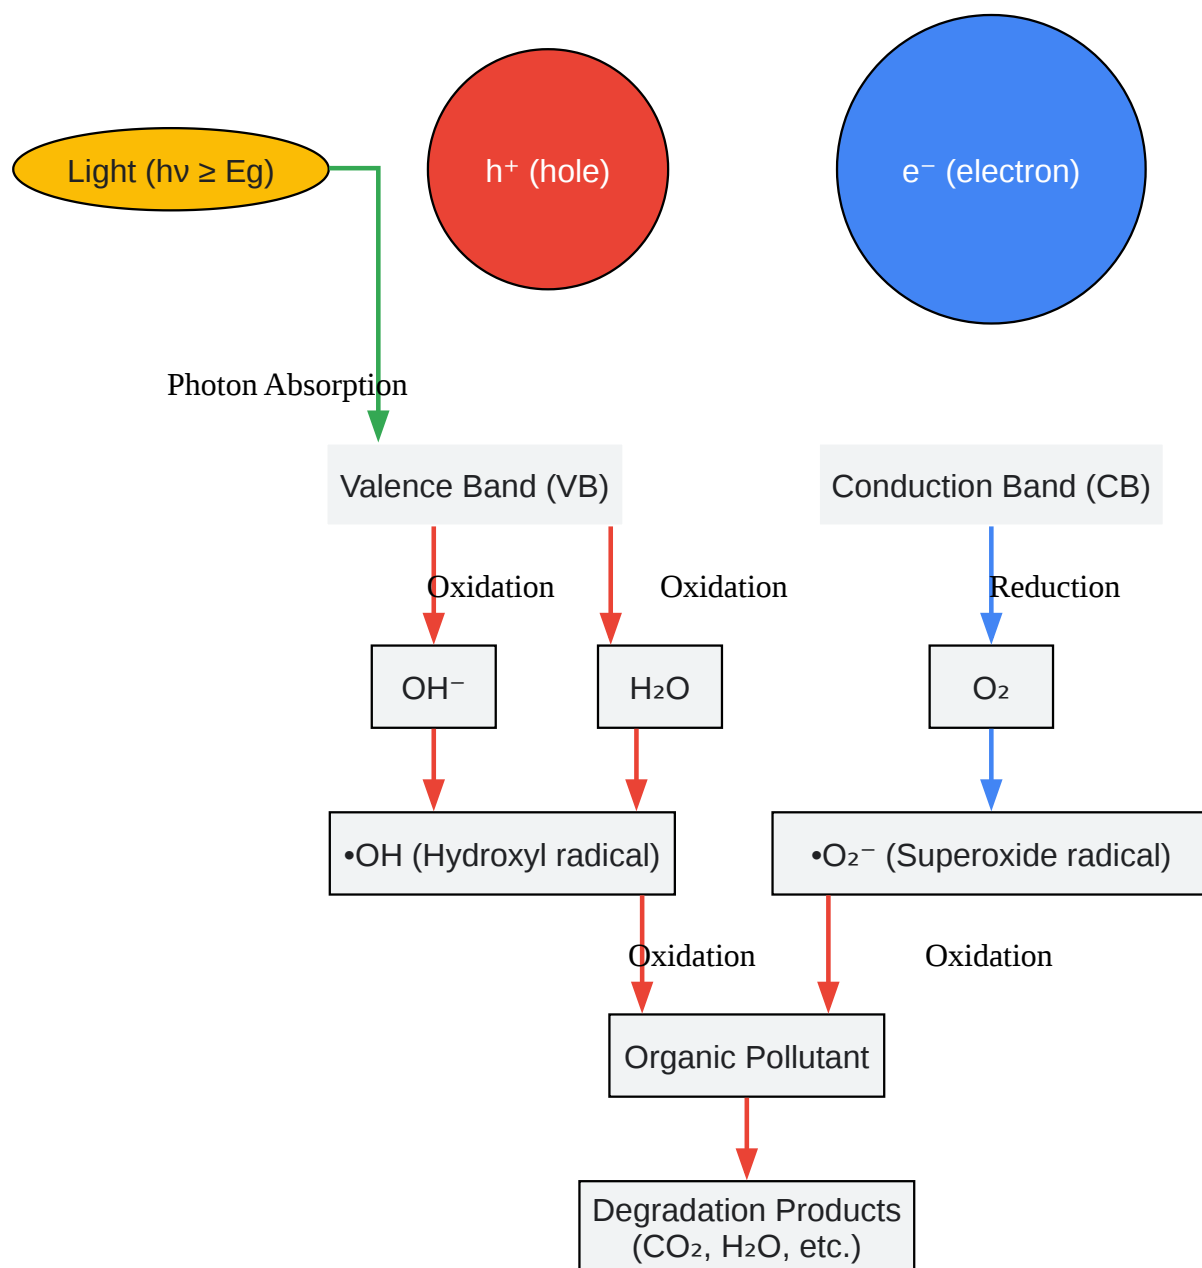 Light (hν ≥ Eg)
h⁺ (hole)
e⁻ (electron)
Photon Absorption
Valence Band (VB)
Conduction Band (CB)
Oxidation
Oxidation
Reduction
OH⁻
H₂O
O₂
•OH (Hydroxyl radical)
•O₂⁻ (Superoxide radical)
Oxidation
Oxidation
Organic Pollutant
Degradation Products
(CO₂, H₂O, etc.)